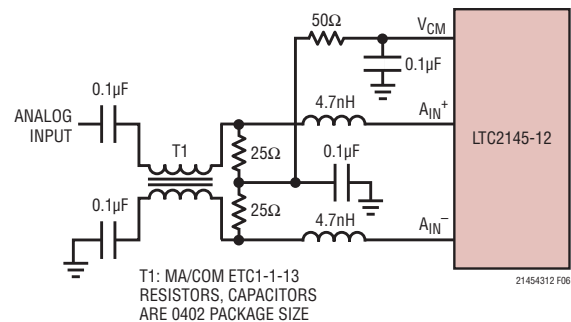 50Ω
VCM
0.1µF
0.1µF
4.7nH
AIN+
ANALOG
INPUT
LTC2145-12
T1
25Ω
0.1µF
0.1µF
25Ω
4.7nH
AIN−
T1: MA/COM ETC1-1-13
RESISTORS, CAPACITORS
ARE 0402 PACKAGE SIZE
21454312 F06